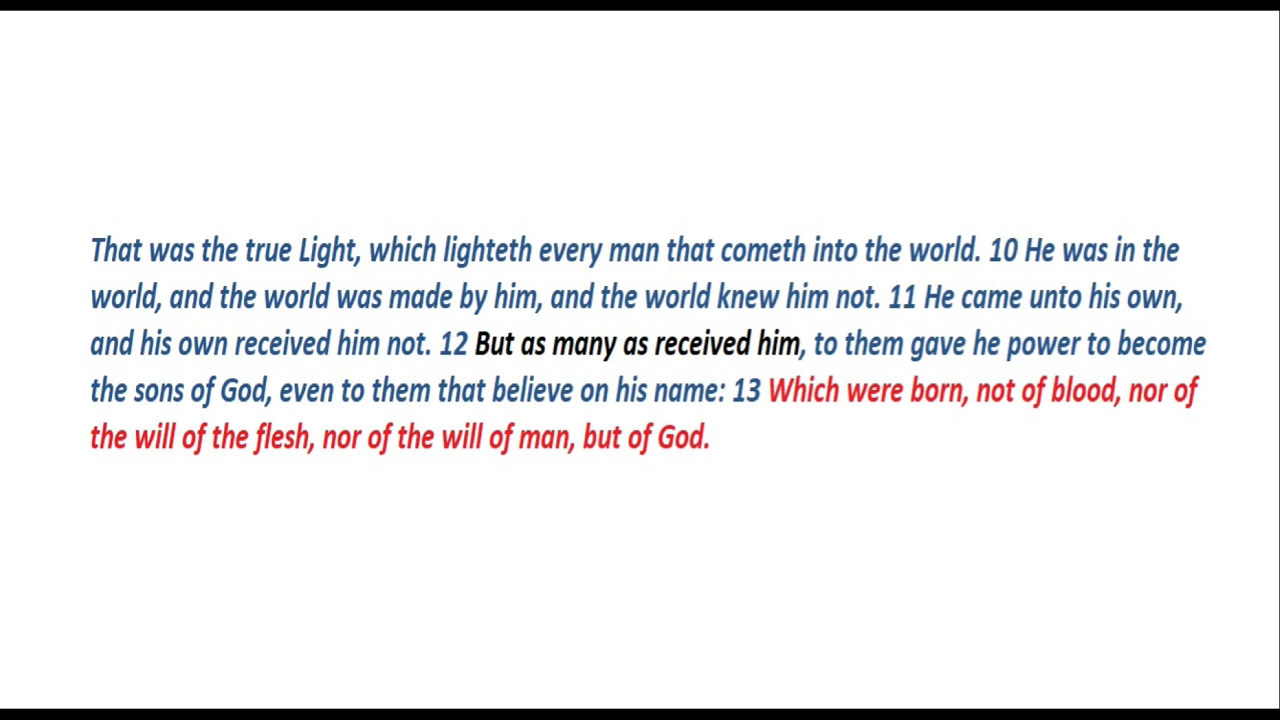 That was the true Light, which lighteth every man that cometh into the world. 10 He was in the
world, and the world was made by him, and the world knew him not. 11 He came unto his own,
and his own received him not. 12 But as many as received him, to them gave he power to become
the sons of God, even to them that believe on his name: 13 Which were born, not of blood, nor of
the will of the flesh, nor of the will of man, but of God.